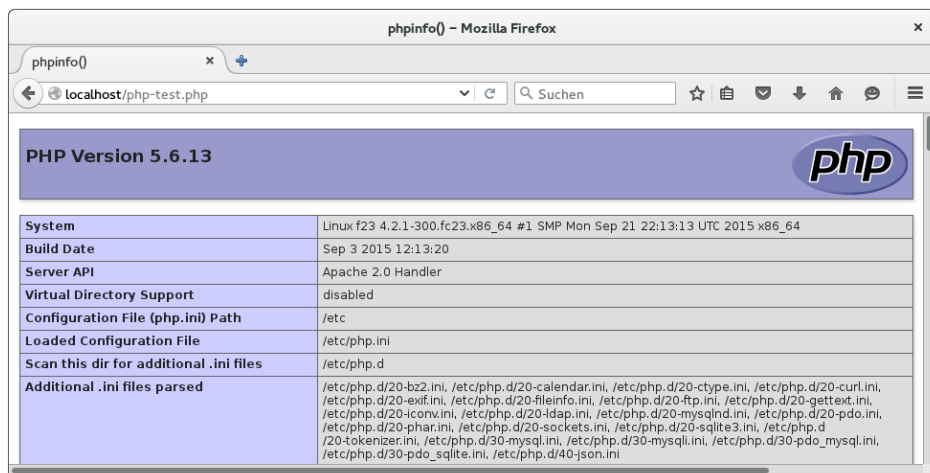 phpinfo() – Mozilla Firefox
phpinfo()
localhost/php-test.php
Suchen
PHP Version 5.6.13
php
System Linux f23 4.2.1-300.fc23.x86_64 #1 SMP Mon Sep 21 22:13:13 UTC 2015 x86_64
Build Date Sep 3 2015 12:13:20
Server API Apache 2.0 Handler
Virtual Directory Support disabled
Configuration File (php.ini) Path /etc
Loaded Configuration File /etc/php.ini
Scan this dir for additional .ini files /etc/php.d
Additional .ini files parsed /etc/php.d/20-bz2.ini, /etc/php.d/20-calendar.ini, /etc/php.d/20-ctype.ini, /etc/php.d/20-curl.ini,
/etc/php.d/20-exif.ini, /etc/php.d/20-fileinfo.ini, /etc/php.d/20-ftp.ini, /etc/php.d/20-gettext.ini,
/etc/php.d/20-iconv.ini, /etc/php.d/20-ldap.ini, /etc/php.d/20-mysqlnd.ini, /etc/php.d/20-pdo.ini,
/etc/php.d/20-phar.ini, /etc/php.d/20-sockets.ini, /etc/php.d/20-sqlite3.ini, /etc/php.d
/20-tokenizer.ini, /etc/php.d/30-mysql.ini, /etc/php.d/30-mysqli.ini, /etc/php.d/30-pdo_mysql.ini,
/etc/php.d/30-pdo_sqlite.ini, /etc/php.d/40-json.ini